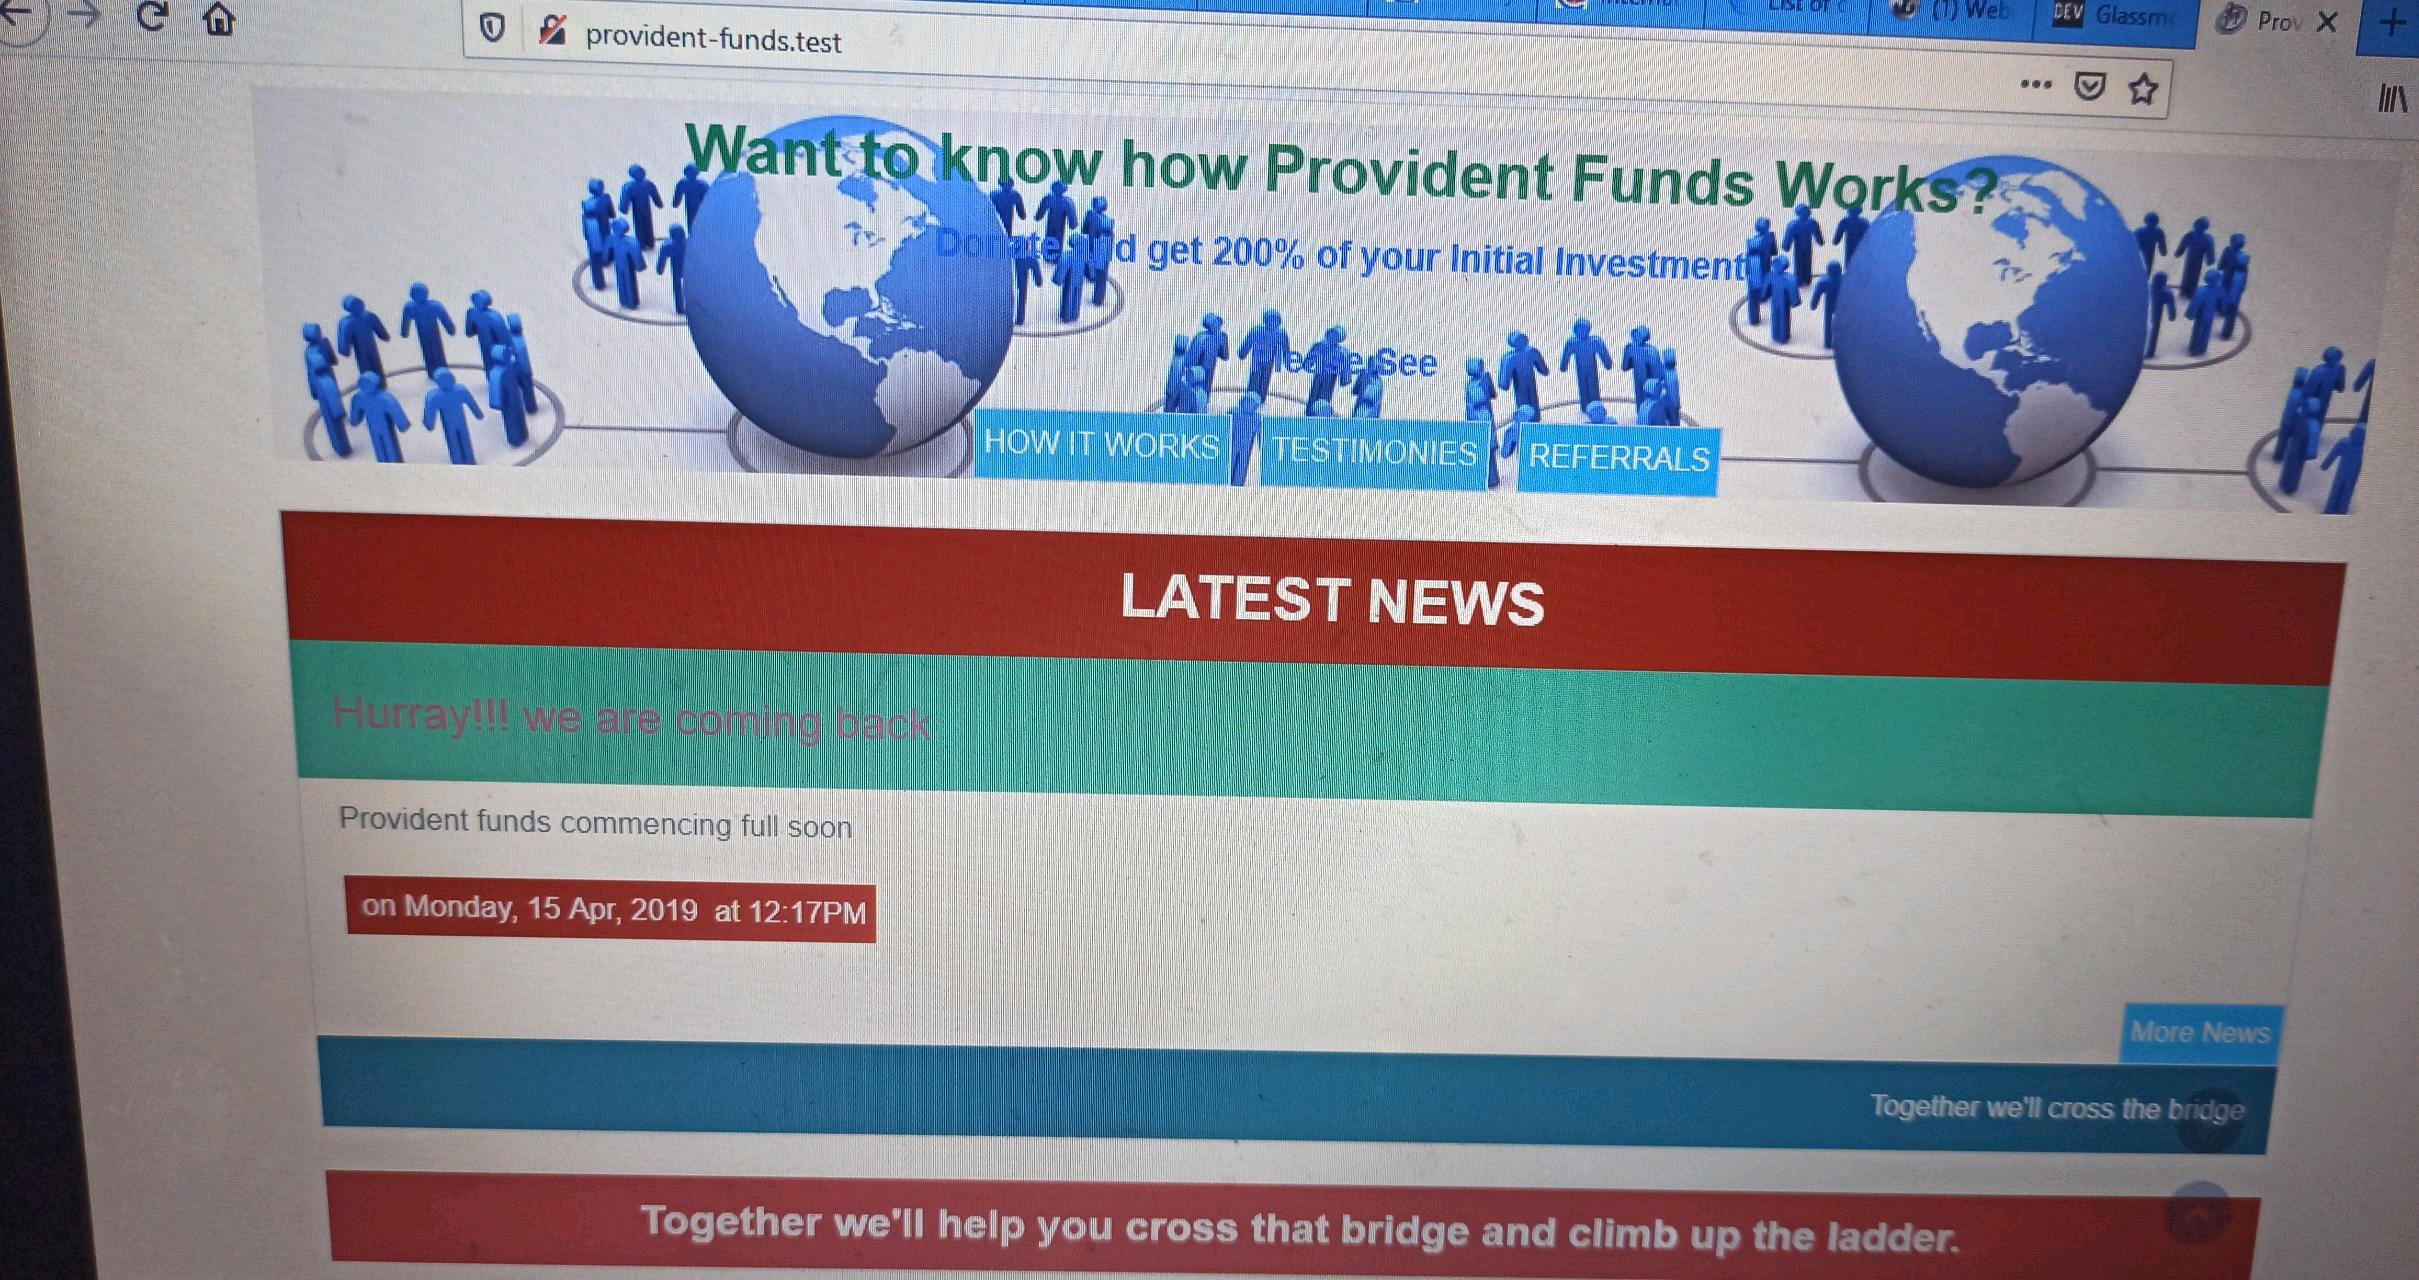 (1) Web
DEV Glassm
Prov
provident-funds.test
Want to know how Provident Funds Works?
Donate and get 200% of your Initial Investment
Please See
HOW IT WORKS TESTIMONIES REFERRALS
LATEST NEWS
Hurray!!! we are coming back
Provident funds commencing full soon
on Monday, 15 Apr, 2019 at 12:17PM
More News
Together we'll cross the bridge
Together we'll help you cross that bridge and climb up the ladder.